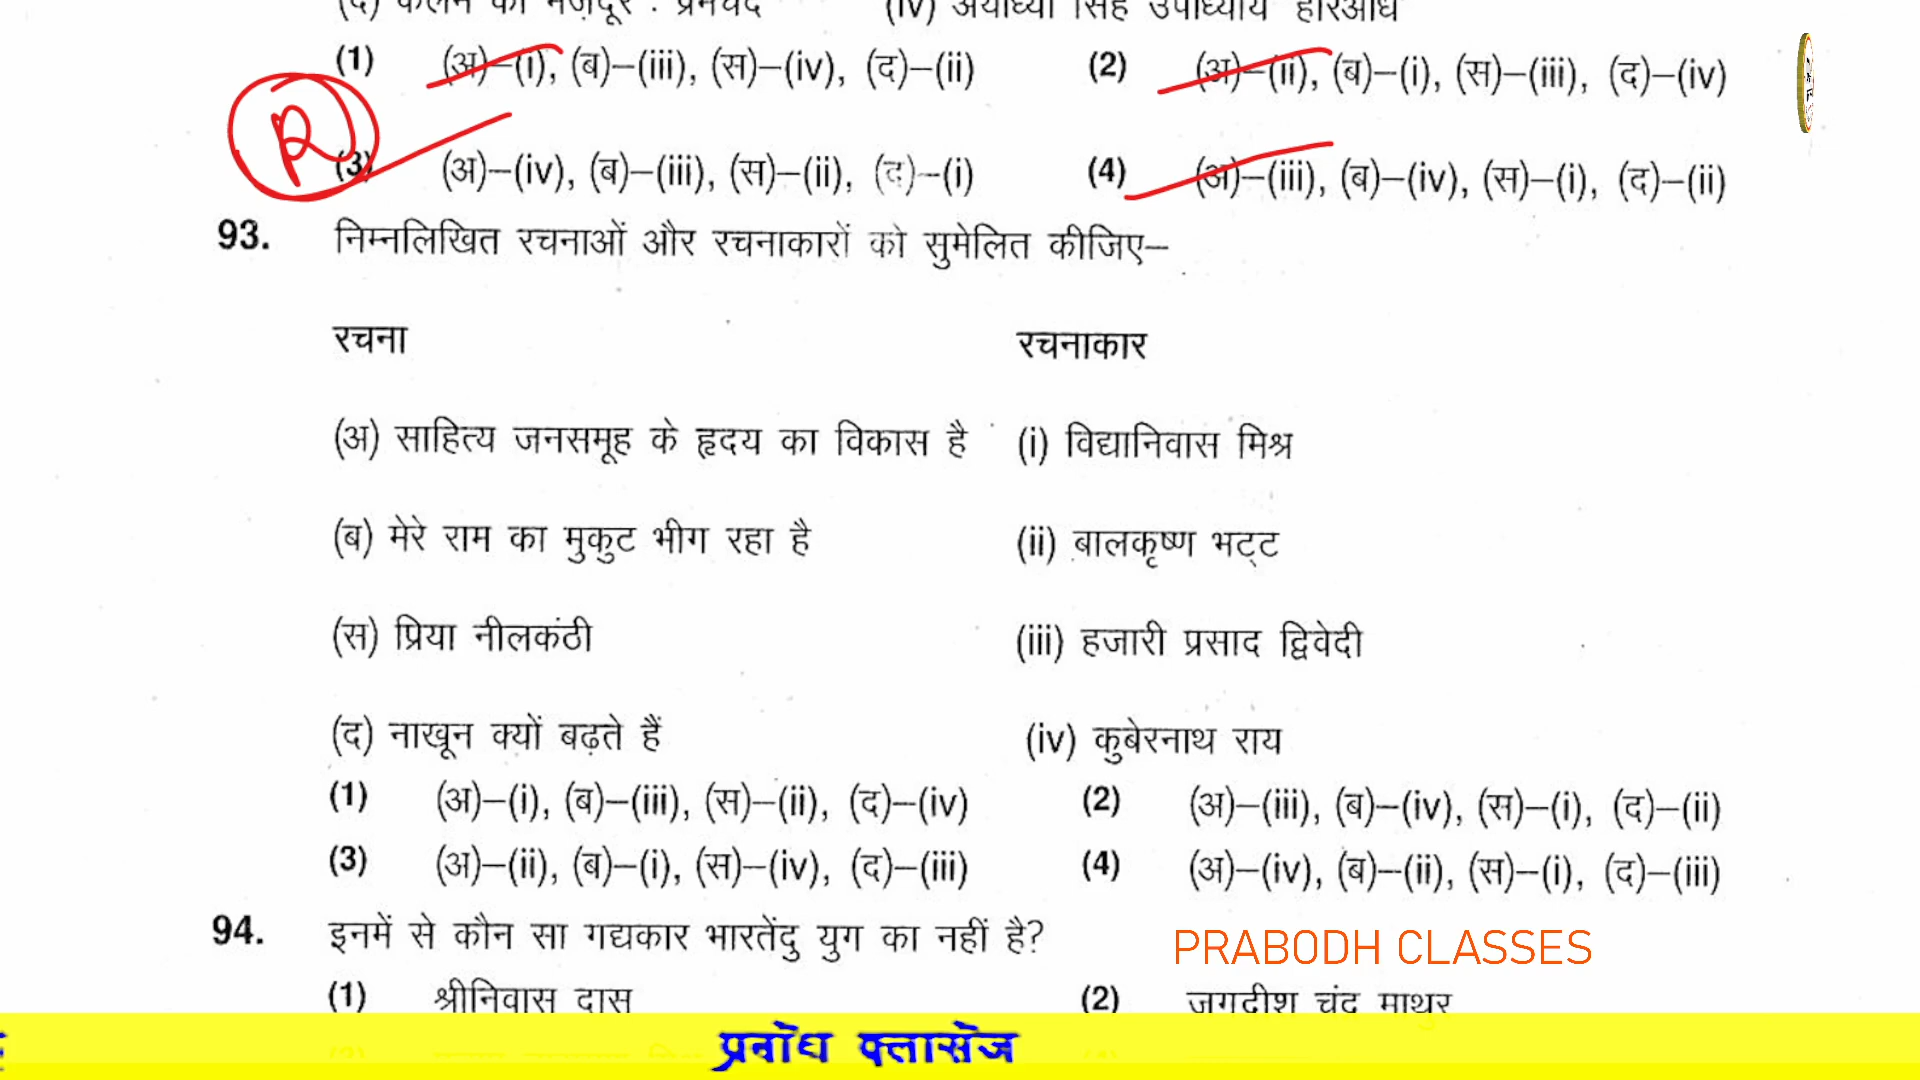 (1) (अ)–(i), (ब)–(iii), (स)–(iv), (द)–(ii) (2) (अ)–(ii), (ब)–(i), (स)–(iii), (द)–(iv)
(3) (अ)–(iv), (ब)–(iii), (स)–(ii), (द)–(i) (4) (अ)–(iii), (ब)–(iv), (स)–(i), (द)–(ii)
93. निम्नलिखित रचनाओं और रचनाकारों को सुमेलित कीजिए–
रचना रचनाकार
(अ) साहित्य जनसमूह के हृदय का विकास है (i) विद्यानिवास मिश्र
(ब) मेरे राम का मुकुट भीग रहा है (ii) बालकृष्ण भट्ट
(स) प्रिया नीलकंठी (iii) हजारी प्रसाद द्विवेदी
(द) नाखून क्यों बढ़ते हैं (iv) कुबेरनाथ राय
(1) (अ)–(i), (ब)–(iii), (स)–(ii), (द)–(iv) (2) (अ)–(iii), (ब)–(iv), (स)–(i), (द)–(ii)
(3) (अ)–(ii), (ब)–(i), (स)–(iv), (द)–(iii) (4) (अ)–(iv), (ब)–(ii), (स)–(i), (द)–(iii)
94. इनमें से कौन सा गद्यकार भारतेंदु युग का नहीं है?
PRABODH CLASSES
(1) श्रीनिवास दास (2) जगदीश चंद्र माथुर
प्रबोध क्लासेज